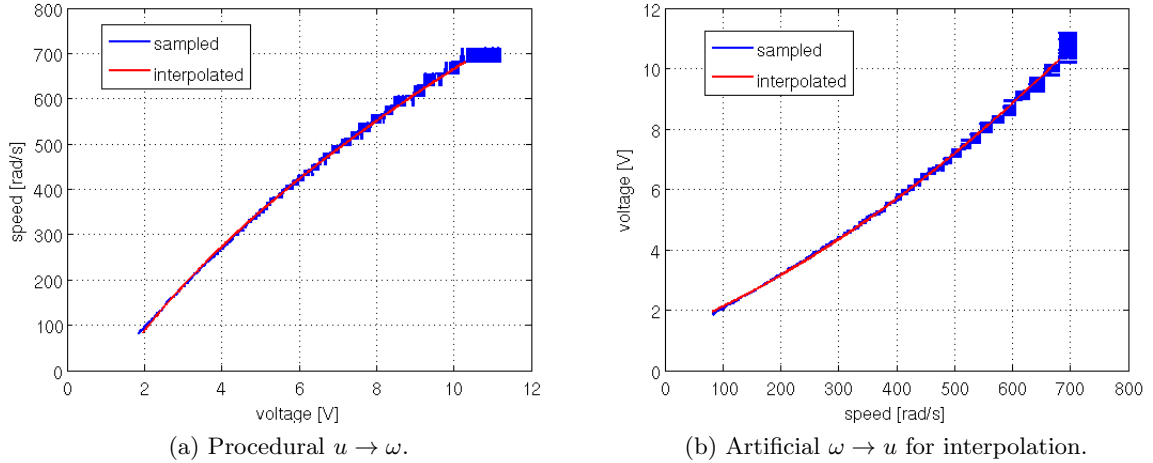 800
700
600
500
400
300
200
100
0
speed [rad/s]
sampled
interpolated
0 2 4 6 8 10 12
voltage [V]
(a) Procedural u → ω.
12
10
8
6
4
2
0
voltage [V]
sampled
interpolated
0 100 200 300 400 500 600 700 800
speed [rad/s]
(b) Artificial ω → u for interpolation.